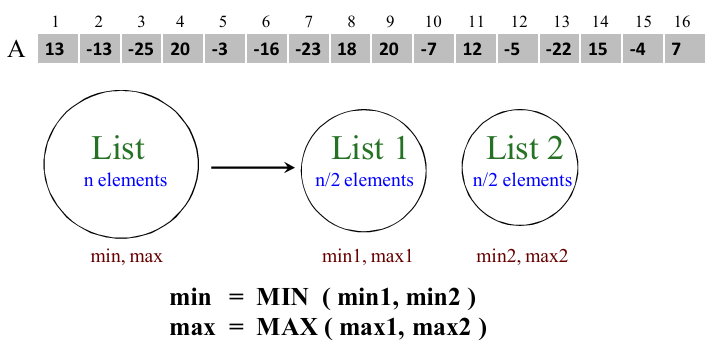 1 2 3 4 5 6 7 8 9 10 11 12 13 14 15 16
A 13 -13 -25 20 -3 -16 -23 18 20 -7 12 -5 -22 15 -4 7
List List 1 List 2
n elements n/2 elements n/2 elements
min, max min1, max1 min2, max2
min = MIN ( min1, min2 )
max = MAX ( max1, max2 )